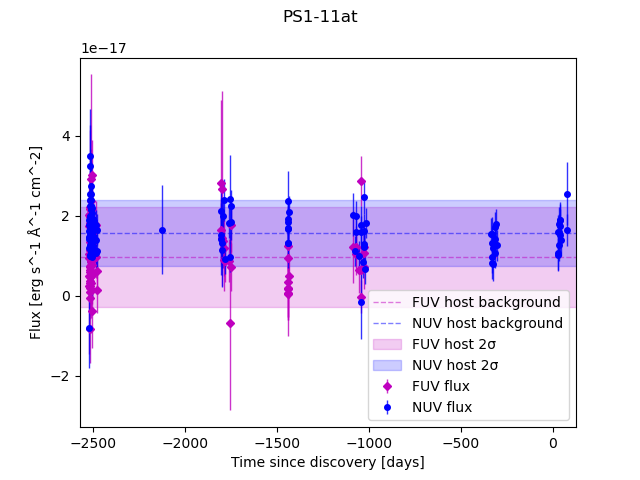 PS1-11at
1e−17
Flux [erg s^-1 Å^-1 cm^-2]
4
2
0
−2
−2500 −2000 −1500 −1000 −500 0
Time since discovery [days]
FUV host background
NUV host background
FUV host 2σ
NUV host 2σ
FUV flux
NUV flux